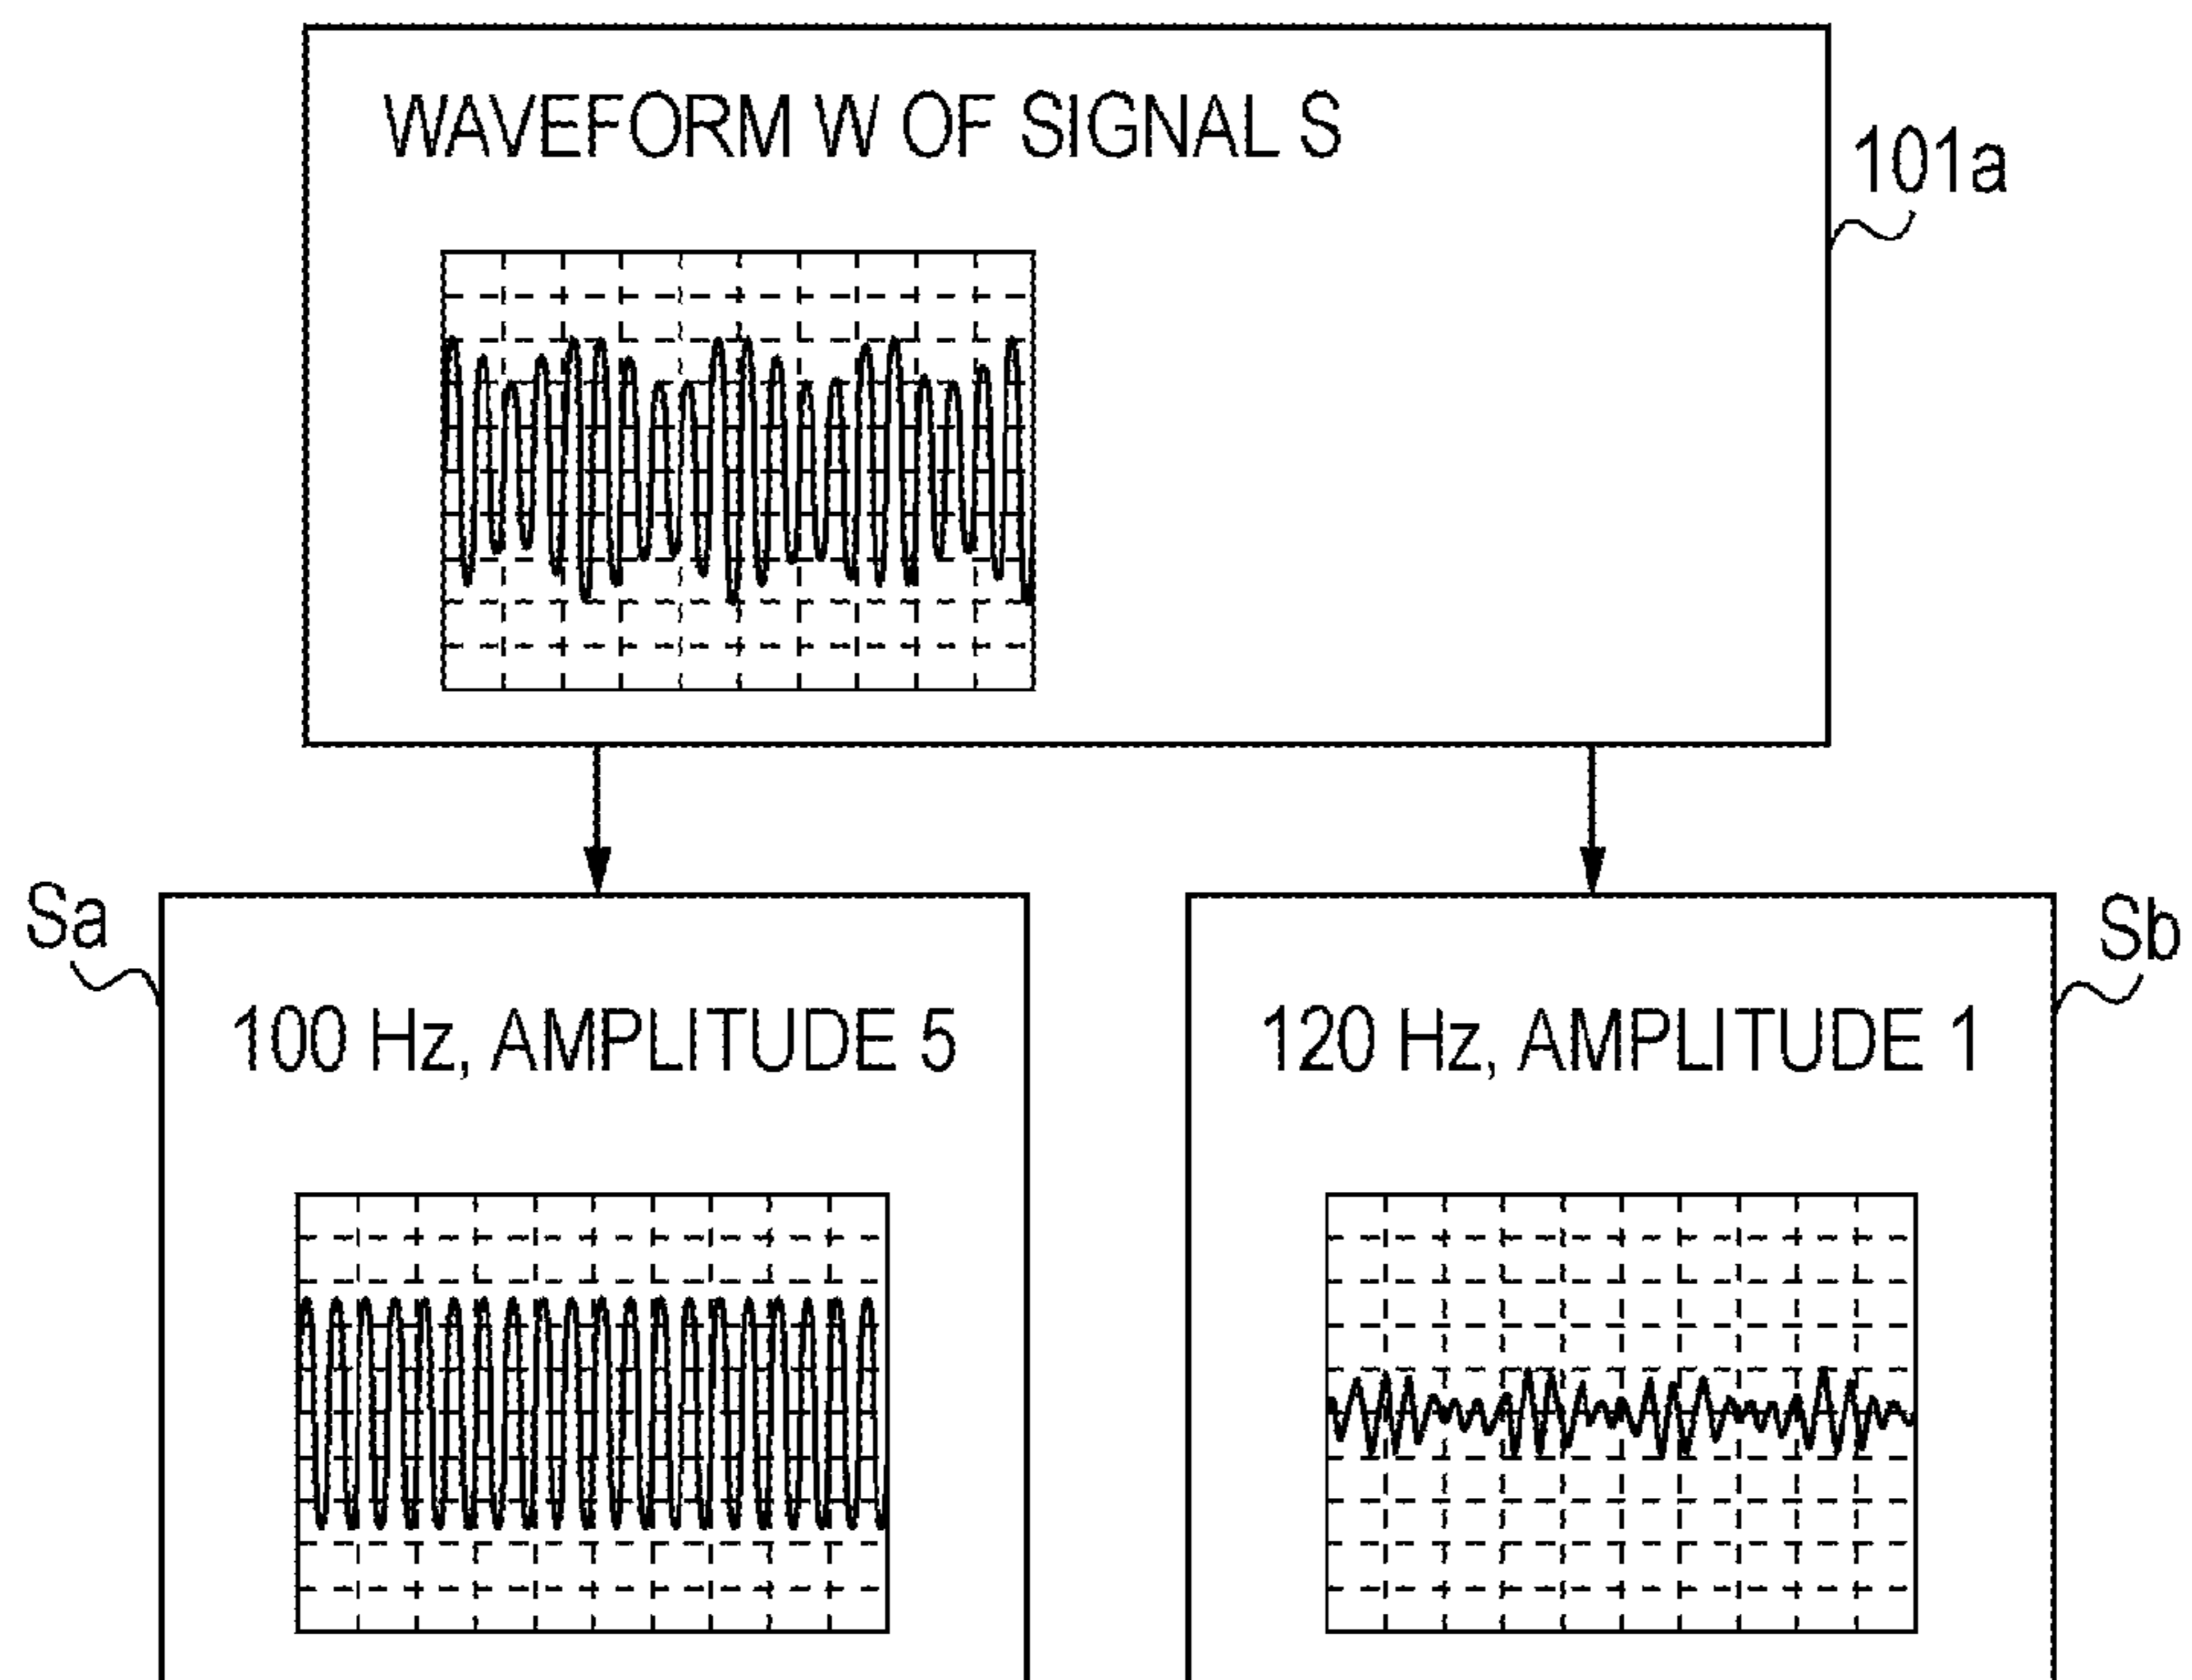 WAVEFORM W OF SIGNAL S
101a
Sa
Sb
100 Hz, AMPLITUDE 5
120 Hz, AMPLITUDE 1